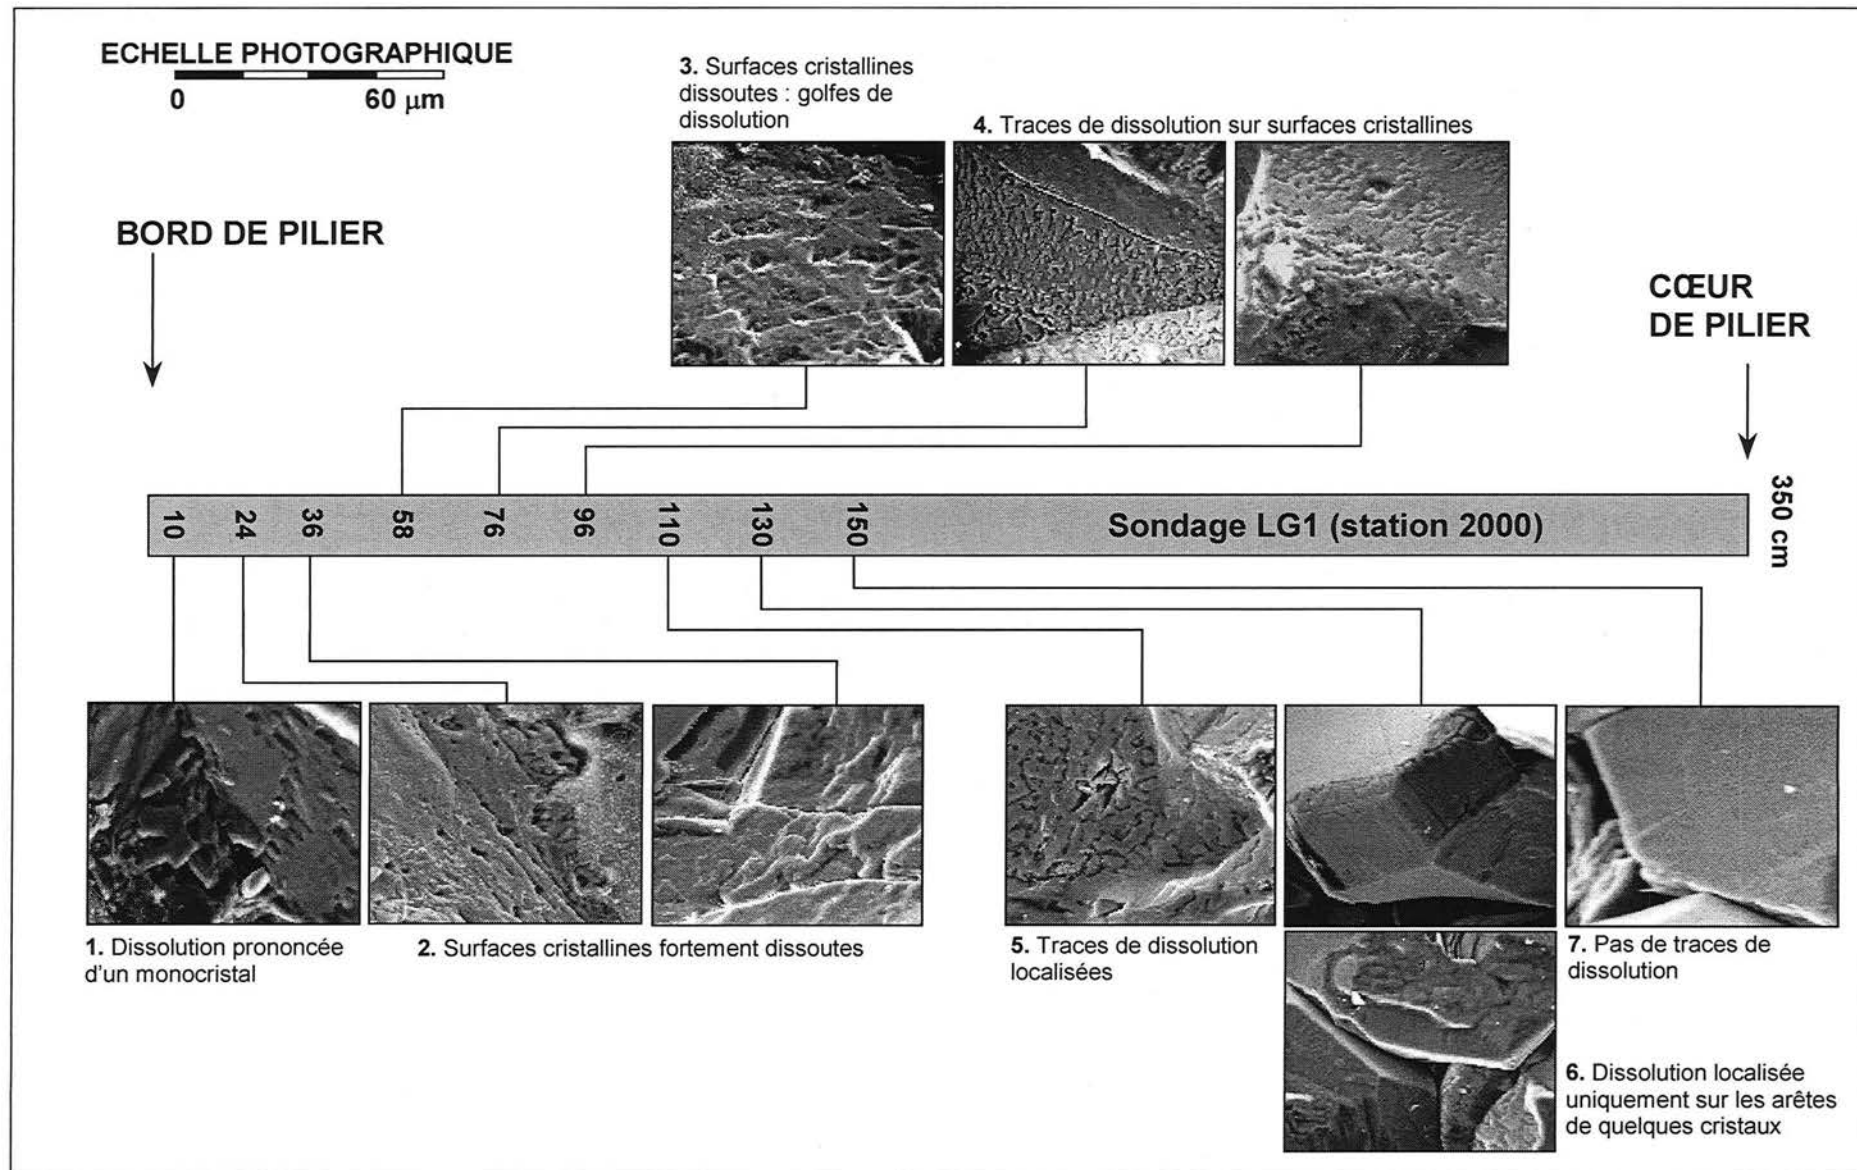 ECHELLE PHOTOGRAPHIQUE
0 60 μm
3. Surfaces cristallines
dissoutes : golfes de
dissolution
4. Traces de dissolution sur surfaces cristallines
BORD DE PILIER
CŒUR
DE PILIER
10 24 36 58 76 96 110 130 150
Sondage LG1 (station 2000)
350 cm
1. Dissolution prononcée
d'un monocristal
2. Surfaces cristallines fortement dissoutes
5. Traces de dissolution
localisées
7. Pas de traces de
dissolution
6. Dissolution localisée
uniquement sur les arêtes
de quelques cristaux